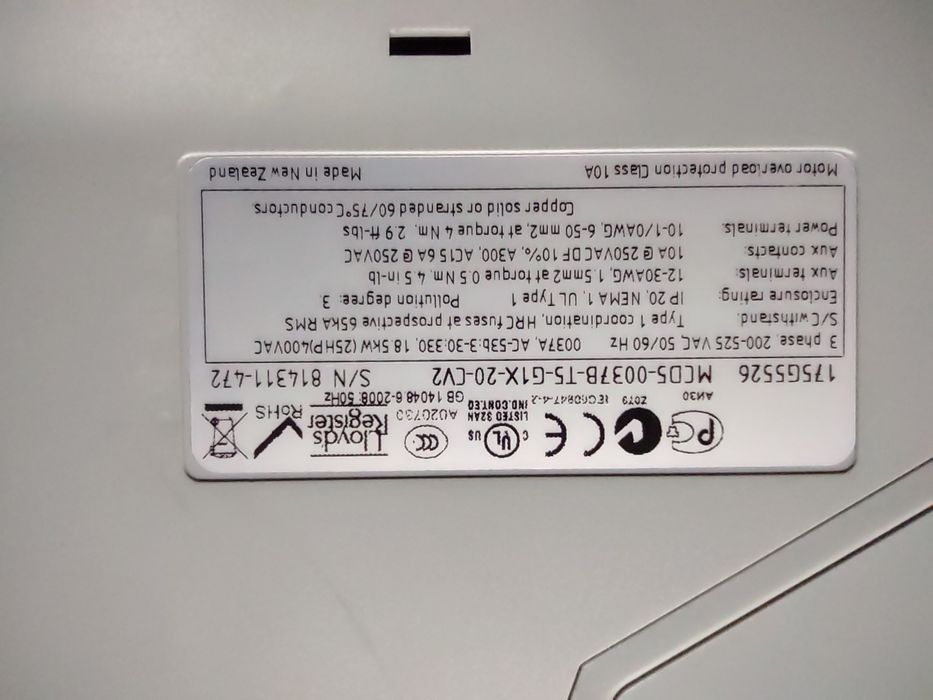 AИ30 Z079 IEC60947-4-2
C UL US LISTED 92AN IND.CONT.EQ
CCC A020730
Lloyd's Register
RoHS
GB 14048.6-2008: 50Hz
175G5526 MCD5-0037B-T5-G1X-20-CV2 S/N 814311-472
3 phase, 200-525 VAC, 50/60 Hz 0037A, AC-53b-3-30:330, 18.5kW (25HP)400VAC
S/C withstand: Type 1 coordination, HRC fuses at prospective 65kA RMS
Enclosure rating: IP 20, NEMA 1, UL Type 1 Pollution degree: 3
Aux terminals: 12-30AWG, 1.5mm2 at torque 0.5 Nm, 4.5 in-lb
Aux contacts: 10A @ 250VAC DF 10%, A300, AC15 6A @ 250VAC
Power terminals: 10-1/0AWG, 6-50 mm2, at torque 4 Nm, 2.9 ft-lbs
Copper solid or stranded 60/75°C conductors
Motor overload protection Class 10A Made in New Zealand